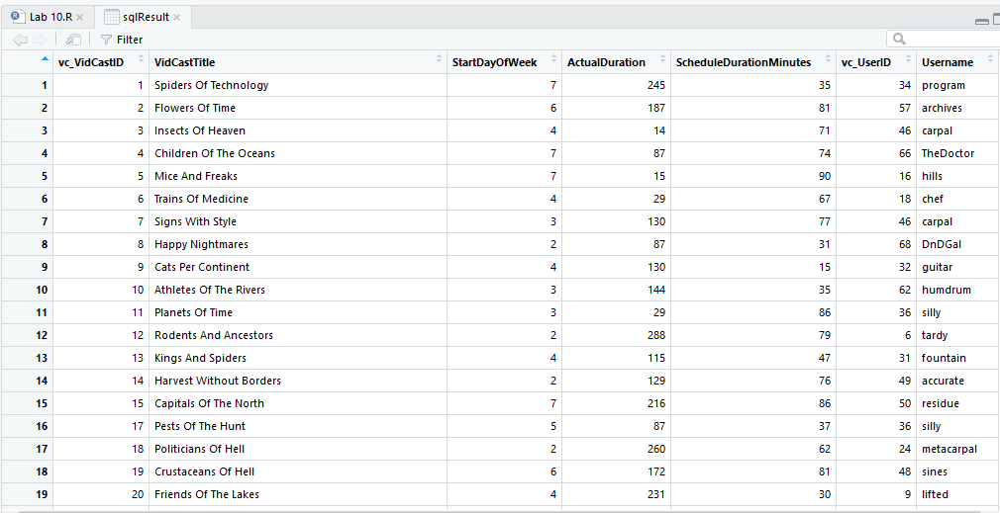 Lab 10.R sqlResult
Filter
vc_VidCastID VidCastTitle StartDayOfWeek ActualDuration ScheduleDurationMinutes vc_UserID Username
1 1 Spiders Of Technology 7 245 35 34 program
2 2 Flowers Of Time 6 187 81 57 archives
3 3 Insects Of Heaven 4 14 71 46 carpal
4 4 Children Of The Oceans 7 87 74 66 TheDoctor
5 5 Mice And Freaks 7 15 90 16 hills
6 6 Trains Of Medicine 4 29 67 18 chef
7 7 Signs With Style 3 130 77 46 carpal
8 8 Happy Nightmares 2 87 31 68 DnDGal
9 9 Cats Per Continent 4 130 15 32 guitar
10 10 Athletes Of The Rivers 3 144 35 62 humdrum
11 11 Planets Of Time 3 29 86 36 silly
12 12 Rodents And Ancestors 2 288 79 6 tardy
13 13 Kings And Spiders 4 115 47 31 fountain
14 14 Harvest Without Borders 2 129 76 49 accurate
15 15 Capitals Of The North 7 216 86 50 residue
16 17 Pests Of The Hunt 5 87 37 36 silly
17 18 Politicians Of Hell 2 260 62 24 metacarpal
18 19 Crustaceans Of Hell 6 172 81 48 sines
19 20 Friends Of The Lakes 4 231 30 9 lifted